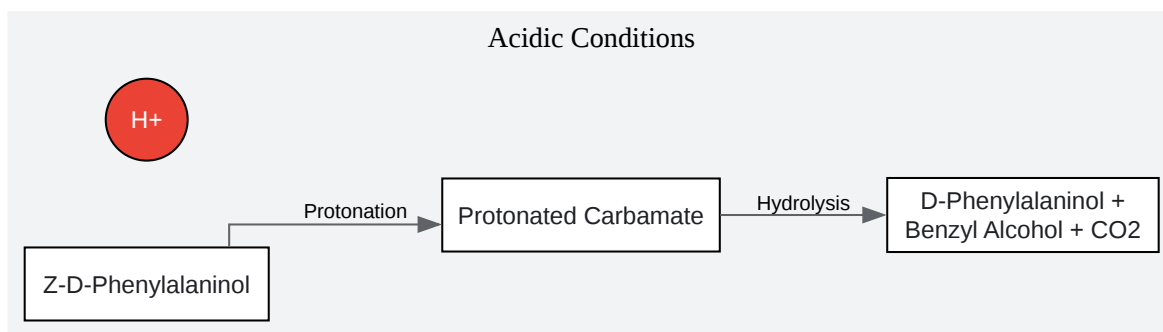 Acidic Conditions
H+
Protonation
Protonated Carbamate
Hydrolysis
D-Phenylalaninol +
Benzyl Alcohol + CO2
Z-D-Phenylalaninol